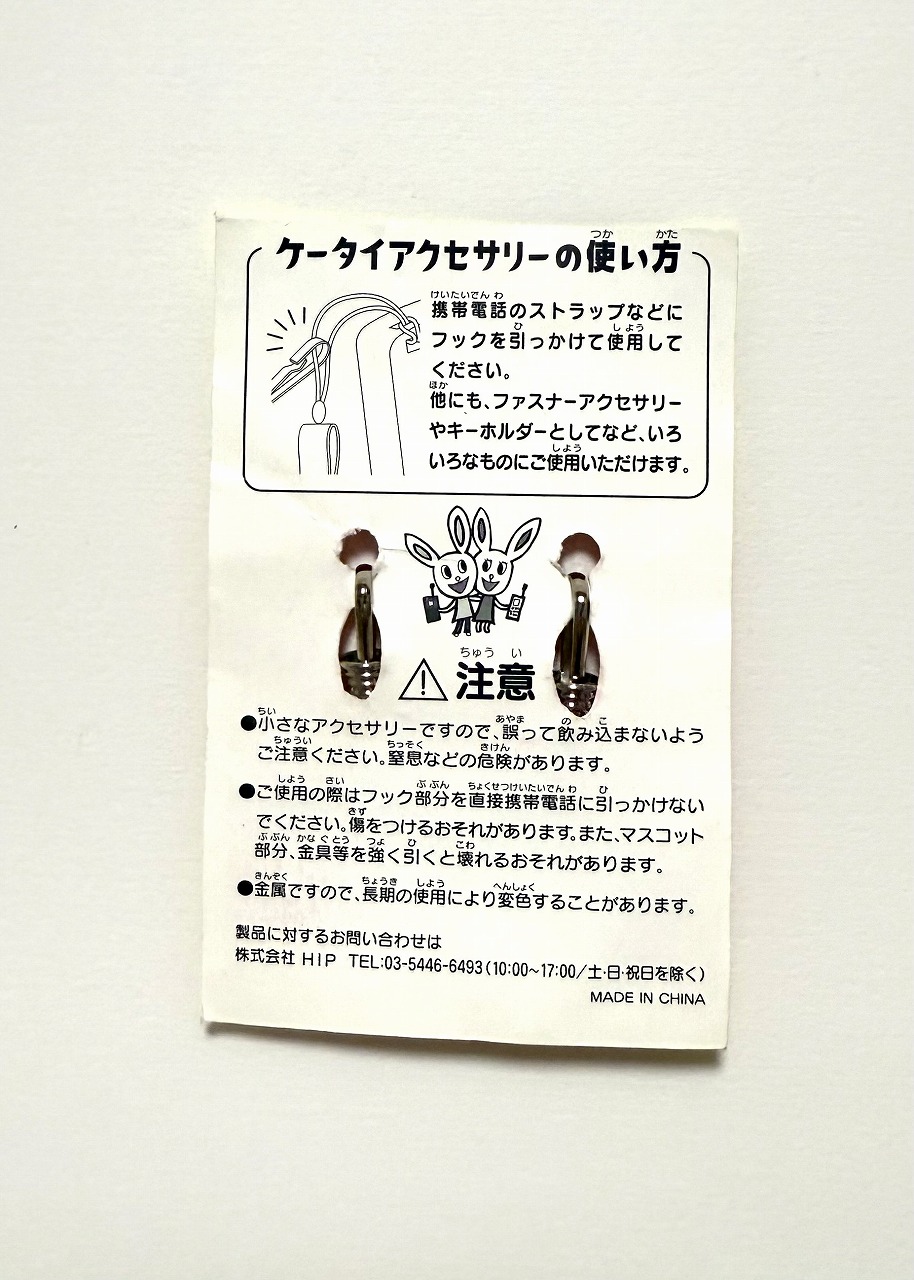 ケータイアクセサリーの使い方
携帯電話のストラップなどに
フックを引っかけて使用して
ください。
他にも、ファスナーアクセサリー
やキーホルダーとしてなど、いろ
いろなものにご使用いただけます。
⚠注意
●小さなアクセサリーですので、誤って飲み込まないよう
ご注意ください。窒息などの危険があります。
●ご使用の際はフック部分を直接携帯電話に引っかけない
でください。傷をつけるおそれがあります。また、マスコット
部分、金具等を強く引くと壊れるおそれがあります。
●金属ですので、長期の使用により変色することがあります。
製品に対するお問い合わせは
株式会社 HIP TEL:03-5446-6493(10:00~17:00/土・日・祝日を除く)
MADE IN CHINA